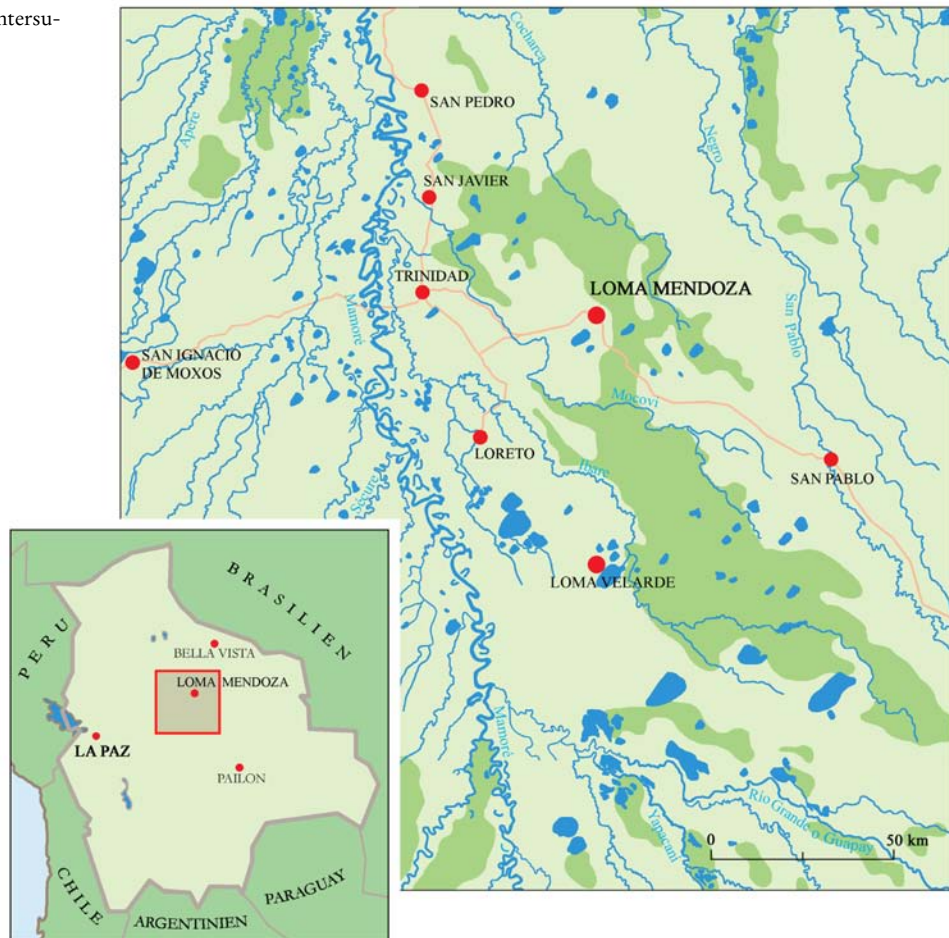 ntersu-
Cocharca
SAN PEDRO
Apere
Negro
SAN JAVIER
TRINIDAD
LOMA MENDOZA
Mamoré
San Pablo
SAN IGNACIO
DE MOXOS
Mocovi
LORETO
Ibare
SAN PABLO
Sécure
LOMA VELARDE
BRASILIEN
PERU
BELLA VISTA
LOMA MENDOZA
LA PAZ
PAILON
Mamoré
Yapacani
Río Grande o Guapay
0 50 km
CHILE
PARAGUAY
ARGENTINIEN